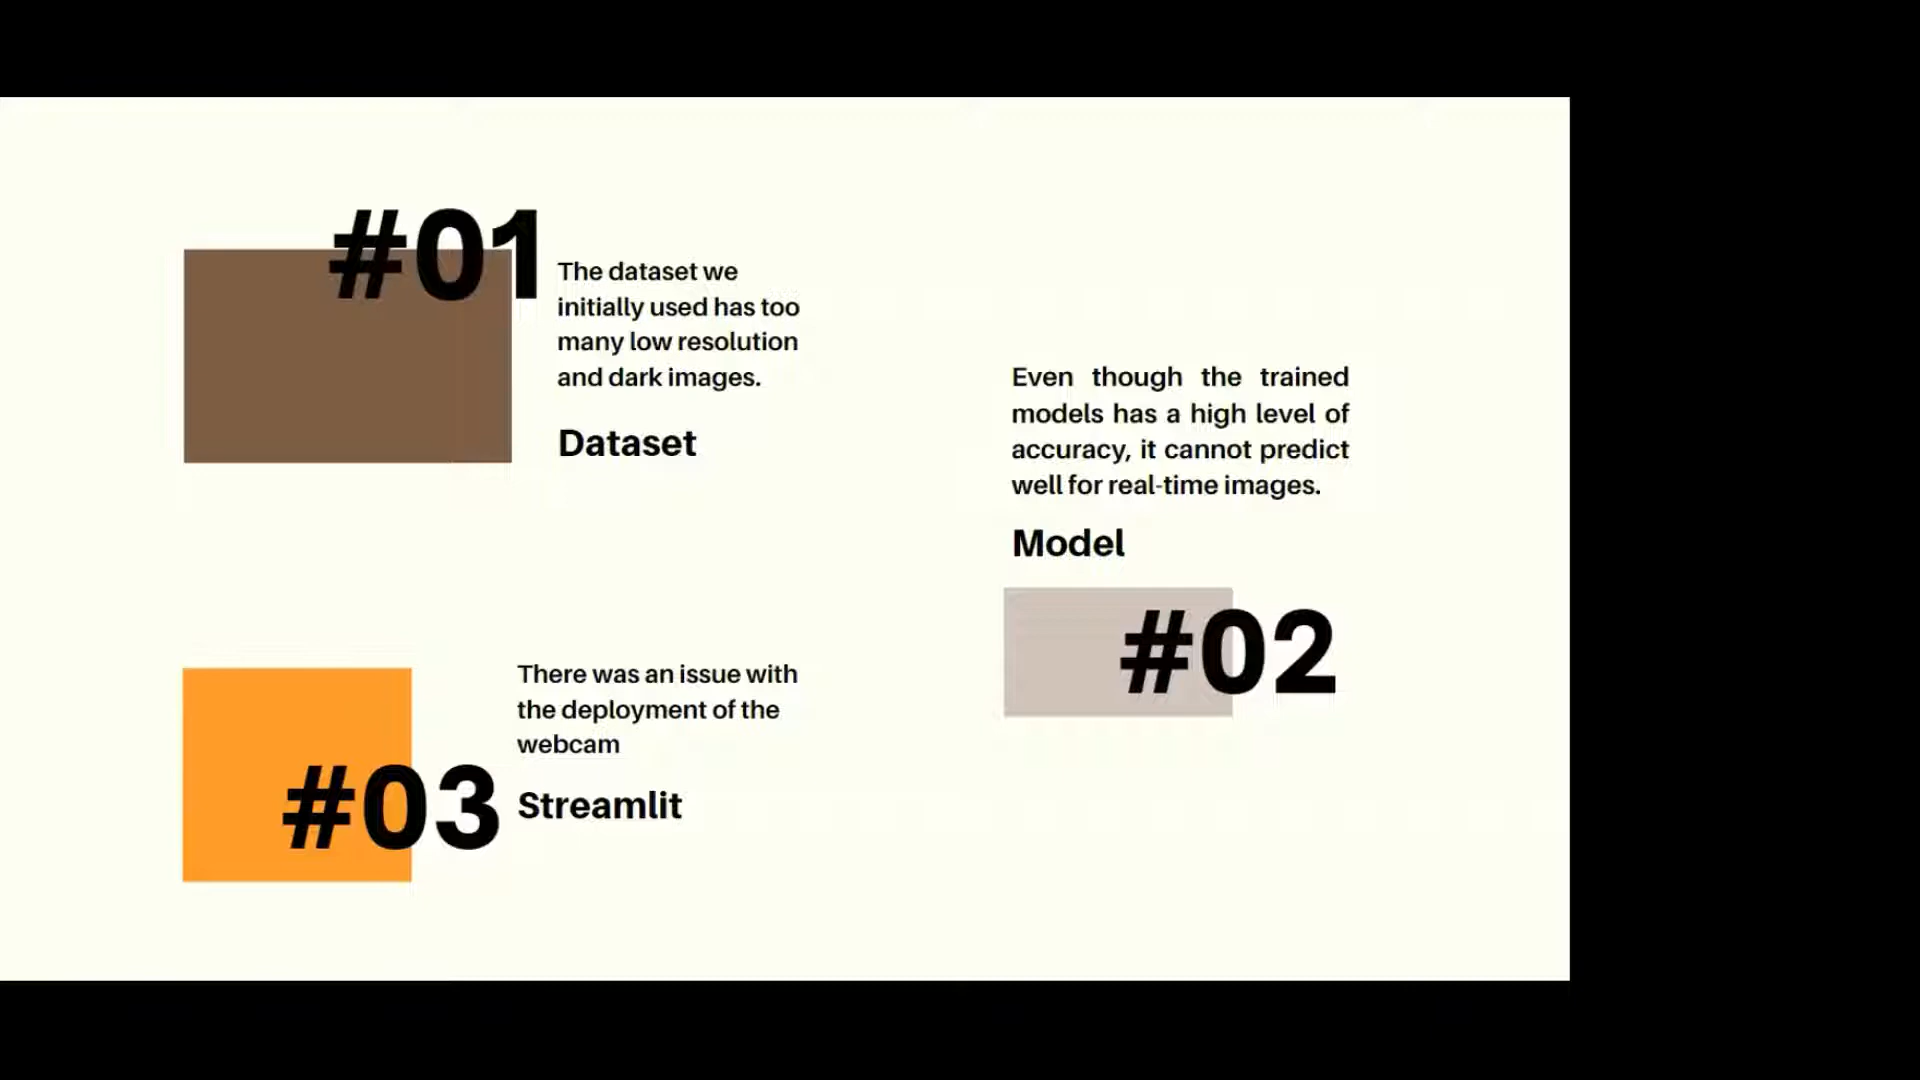 #01
The dataset we
initially used has too
many low resolution
and dark images.
Dataset
Even though the trained
models has a high level of
accuracy, it cannot predict
well for real-time images.
Model
#02
There was an issue with
the deployment of the
webcam
#03
Streamlit